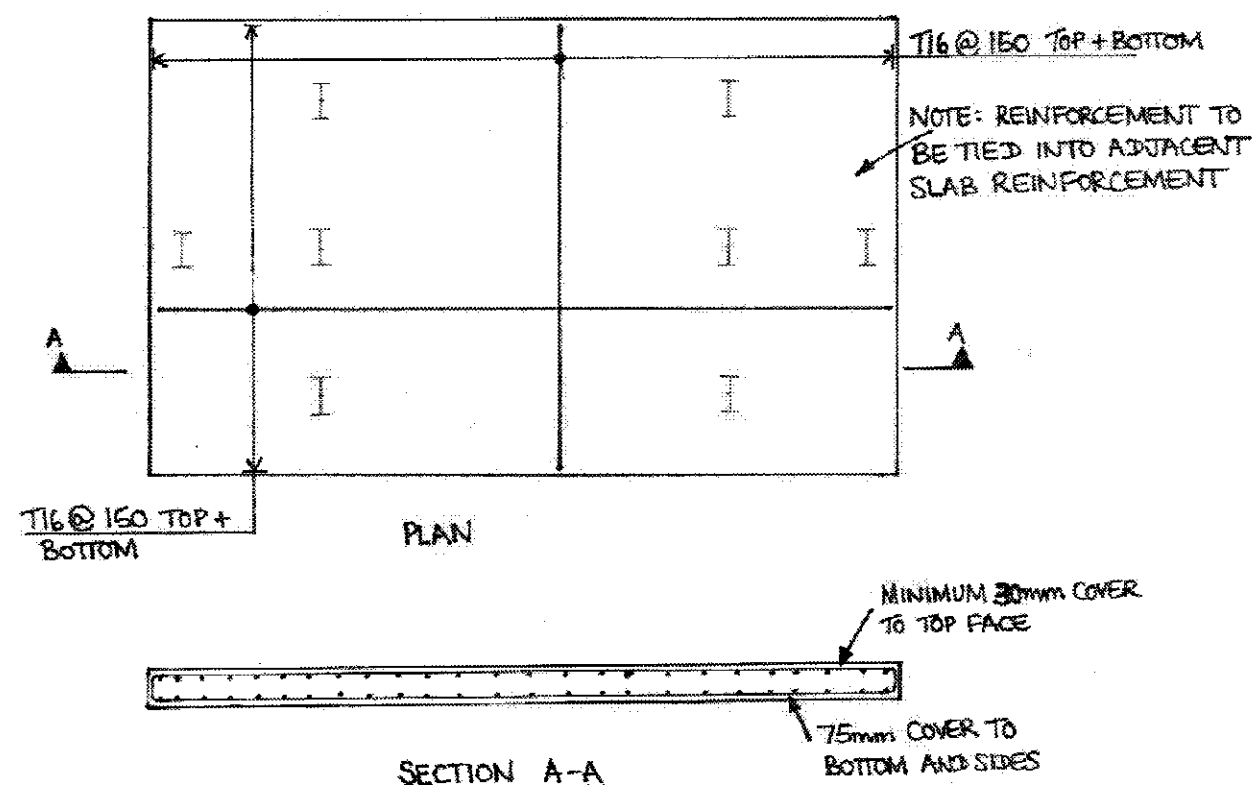 T16 @ 150 TOP + BOTTOM
NOTE: REINFORCEMENT TO
BE TIED INTO ADJACENT
SLAB REINFORCEMENT
A
A
T16 @ 150 TOP +
BOTTOM
PLAN
MINIMUM 30mm COVER
TO TOP FACE
75mm COVER TO
BOTTOM AND SIDES
SECTION A-A